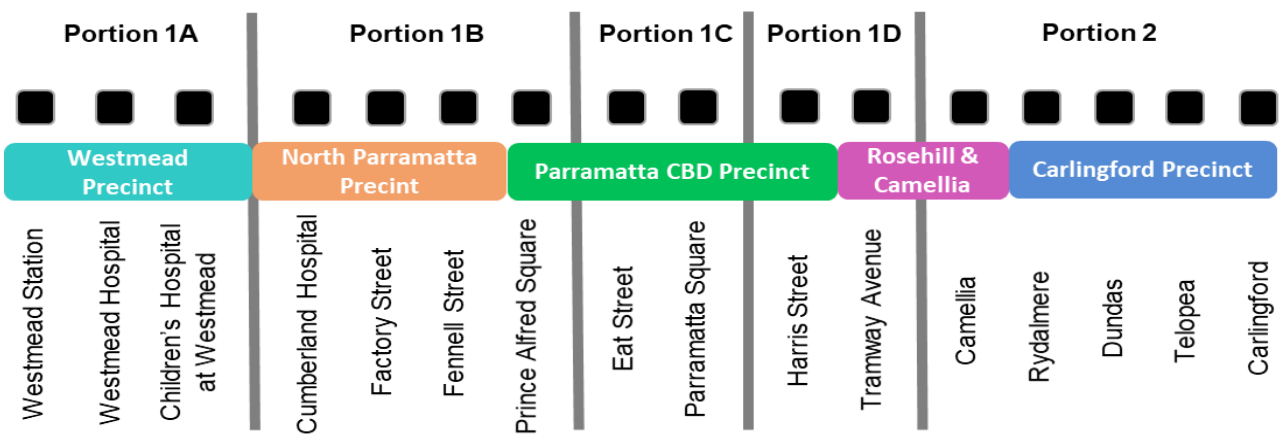 Portion 1A
Portion 1B
Portion 1C
Portion 1D
Portion 2
Westmead
Precinct
North Parramatta
Precint
Parramatta CBD Precinct
Rosehill &
Camellia
Carlingford Precinct
Westmead Station
Westmead Hospital
Children's Hospital
at Westmead
Cumberland Hospital
Factory Street
Fennell Street
Prince Alfred Square
Eat Street
Parramatta Square
Harris Street
Tramway Avenue
Camellia
Rydalmere
Dundas
Telopea
Carlingford